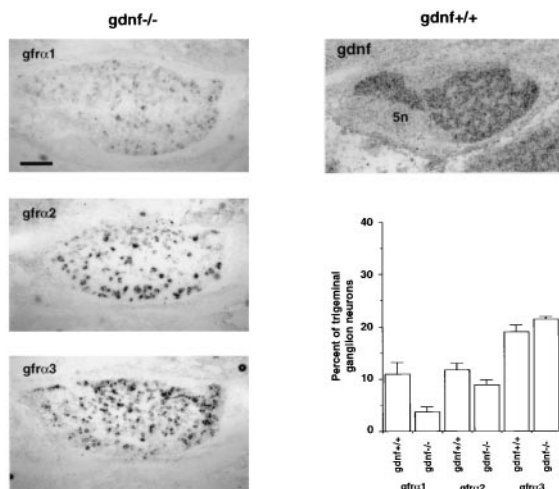 gdnf-/-
gdnf+/+
gfrα1
gdnf
5n
gfrα2
gfrα3
Percent of trigeminal
ganglion neurons
40
30
20
10
0
gdnf+/+
gdnf-/-
gdnf+/+
gdnf-/-
gdnf+/+
gdnf-/-
gfrα1
gfrα2
gfrα3